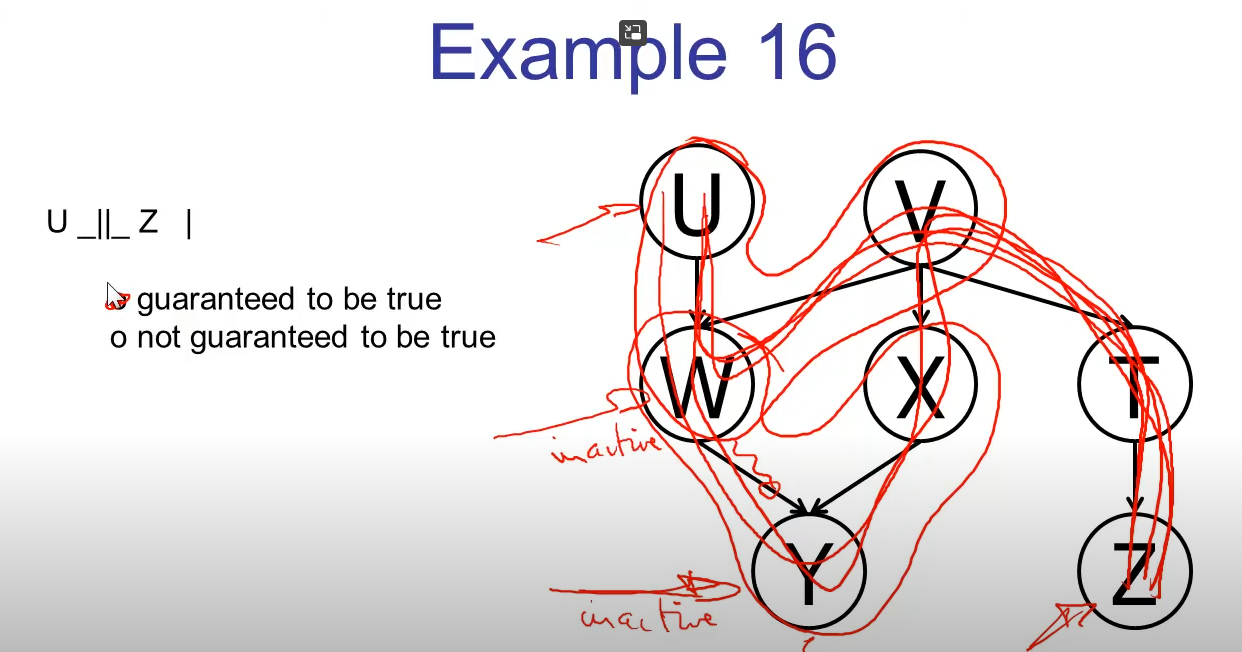 Example 16
U _||_ Z |
o guaranteed to be true
o not guaranteed to be true
U
V
W
X
T
inactive
Y
Z
inactive